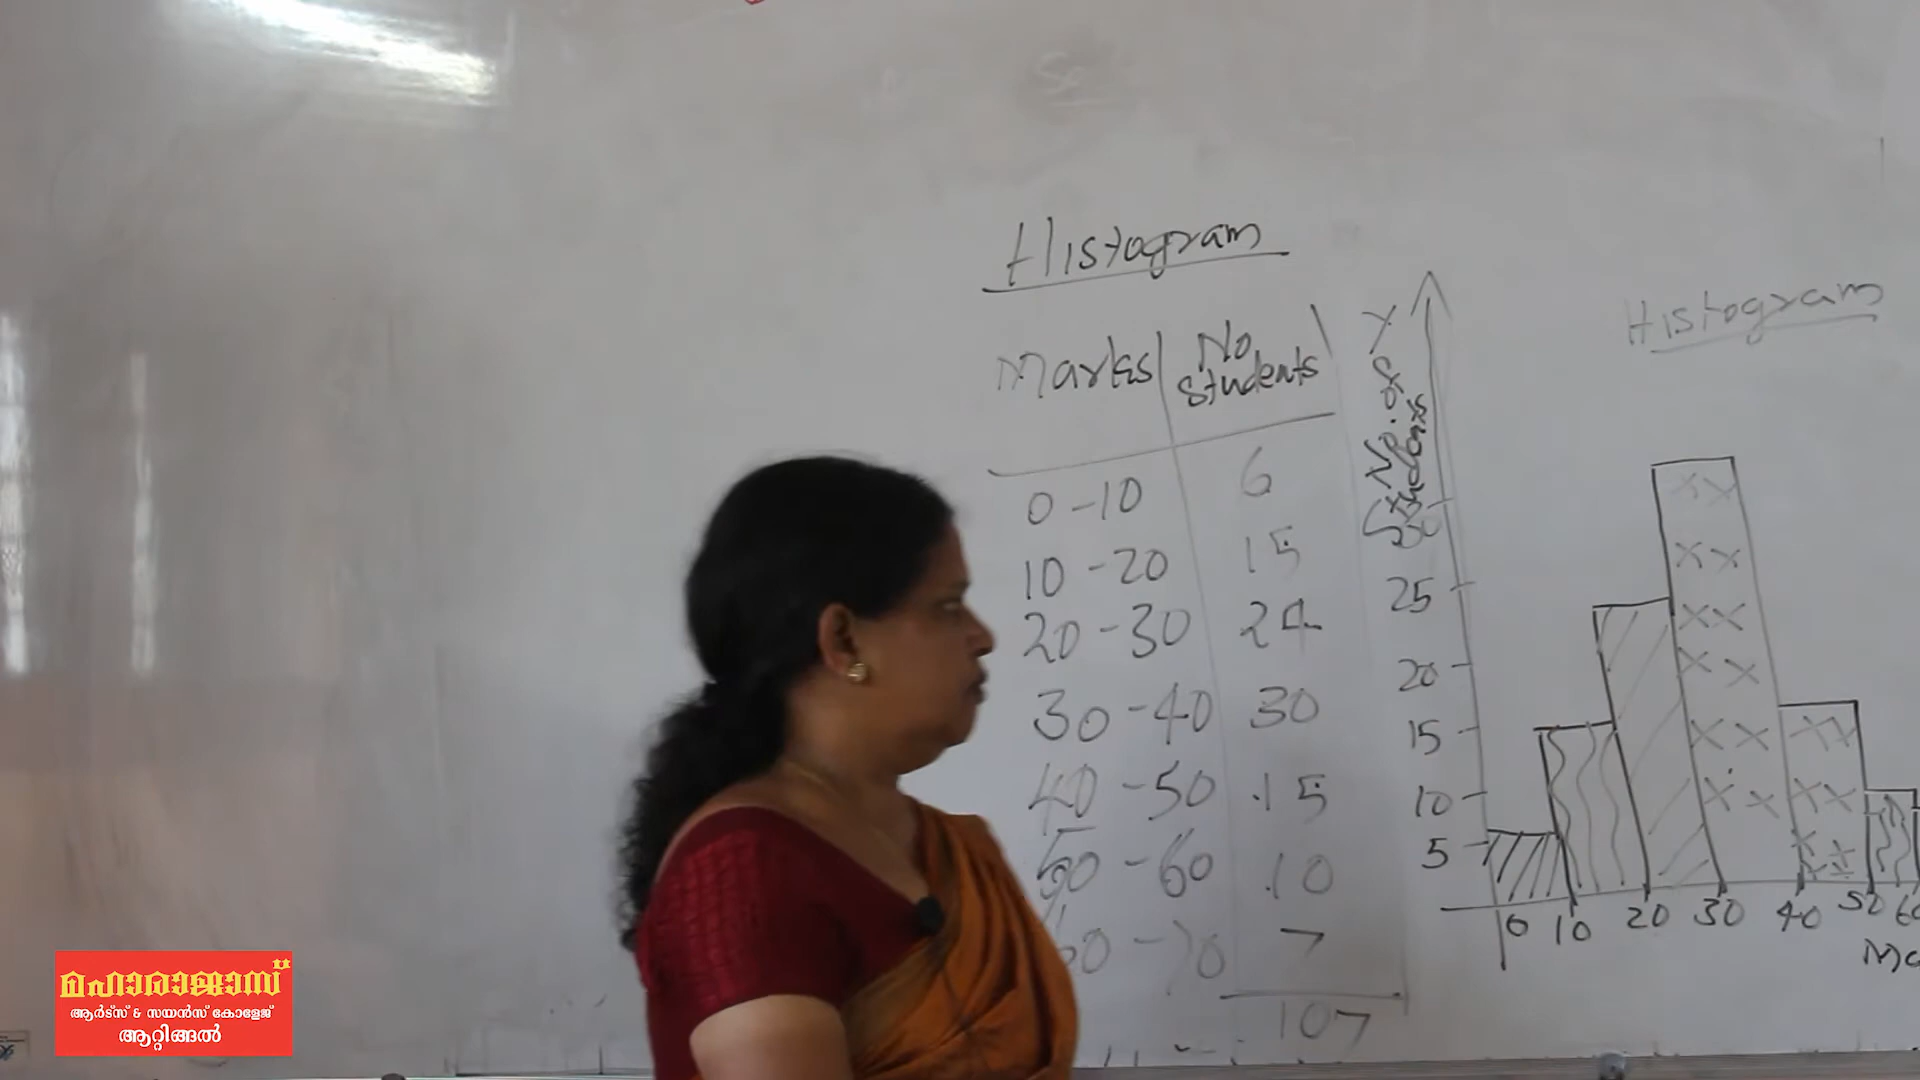 Histogram
Marks No students
0-10 6
10-20 15
20-30 24
30-40 30
40-50 15
50-60 10
60-70 7
107
Histogram
Y
No. of Students
30
25
20
15
10
5
0 10 20 30 40 50 60
മഹാരാജാസ്
ആർട്സ് & സയൻസ് കോളേജ്
ആറ്റിങ്ങൽ